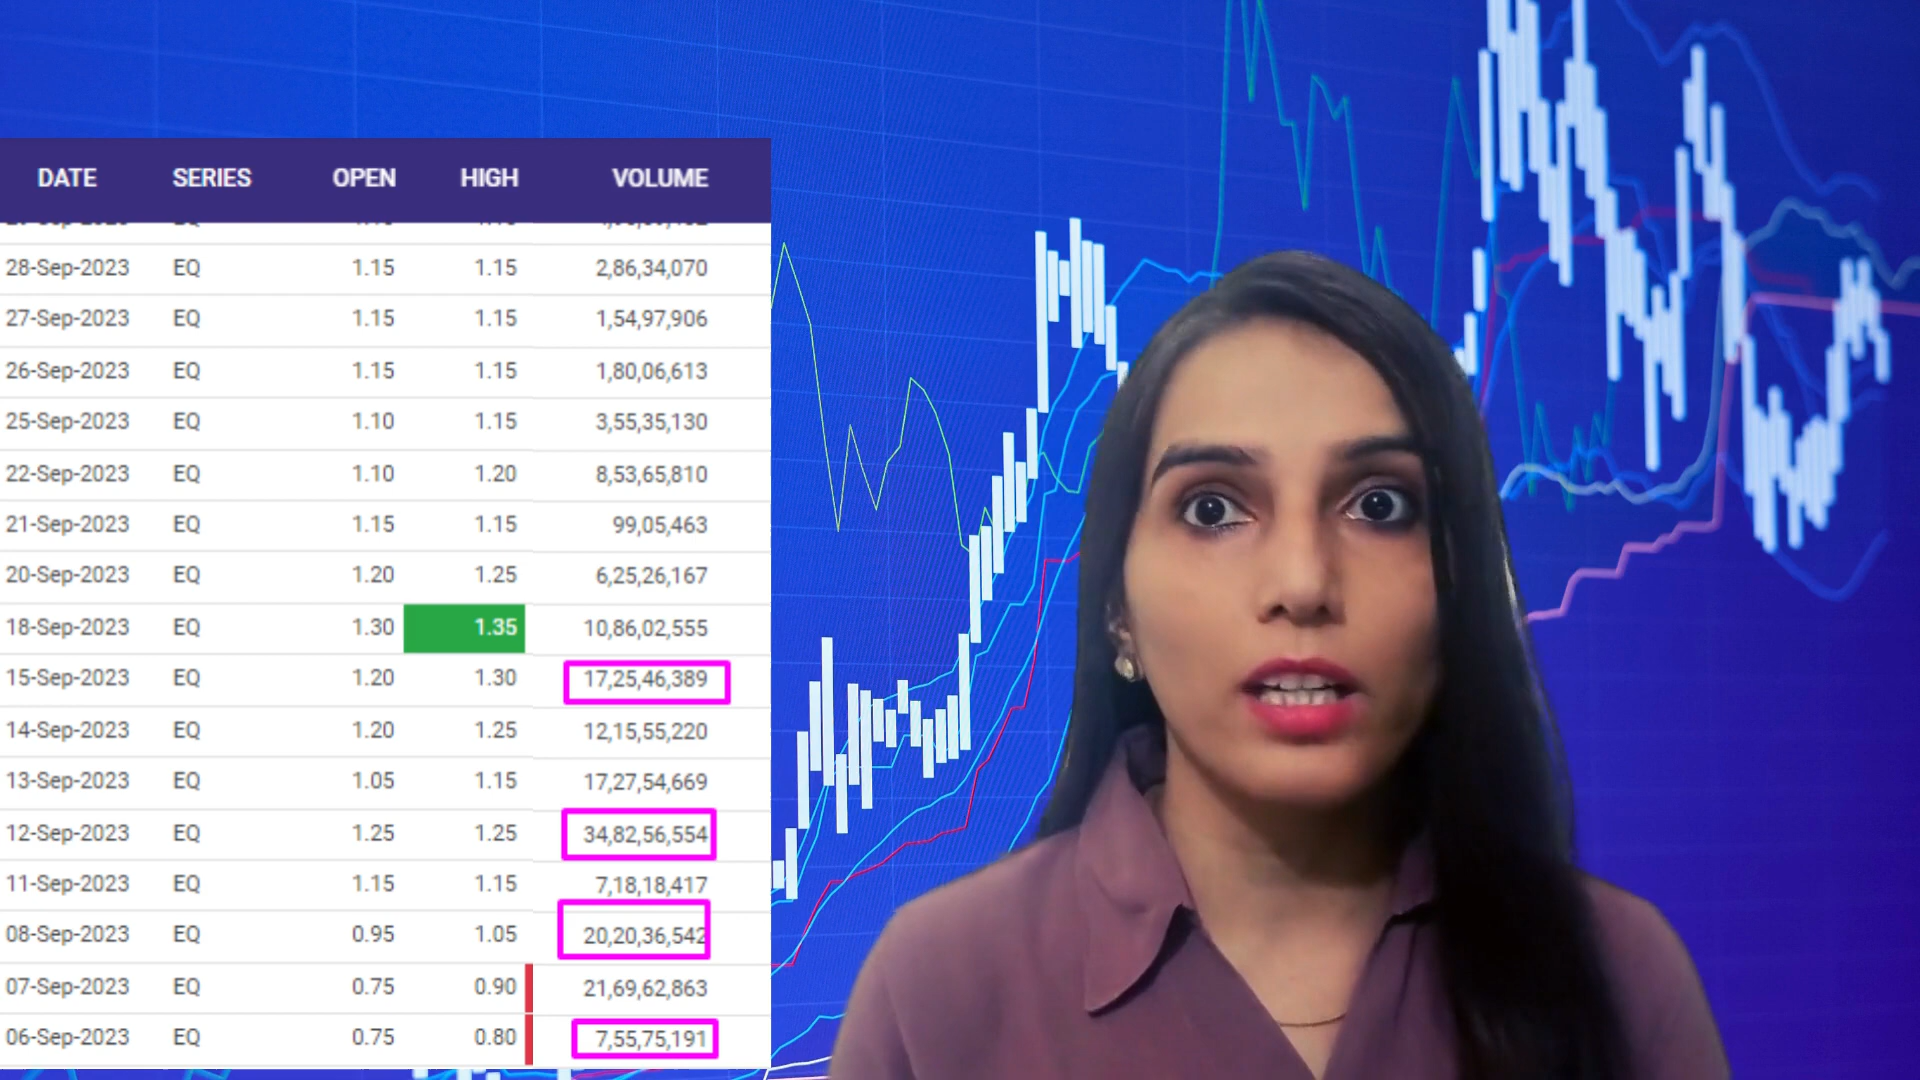 DATE SERIES OPEN HIGH VOLUME
28-Sep-2023 EQ 1.15 1.15 2,86,34,070
27-Sep-2023 EQ 1.15 1.15 1,54,97,906
26-Sep-2023 EQ 1.15 1.15 1,80,06,613
25-Sep-2023 EQ 1.10 1.15 3,55,35,130
22-Sep-2023 EQ 1.10 1.20 8,53,65,810
21-Sep-2023 EQ 1.15 1.15 99,05,463
20-Sep-2023 EQ 1.20 1.25 6,25,26,167
18-Sep-2023 EQ 1.30 1.35 10,86,02,555
15-Sep-2023 EQ 1.20 1.30 17,25,46,389
14-Sep-2023 EQ 1.20 1.25 12,15,55,220
13-Sep-2023 EQ 1.05 1.15 17,27,54,669
12-Sep-2023 EQ 1.25 1.25 34,82,56,554
11-Sep-2023 EQ 1.15 1.15 7,18,18,417
08-Sep-2023 EQ 0.95 1.05 20,20,36,542
07-Sep-2023 EQ 0.75 0.90 21,69,62,863
06-Sep-2023 EQ 0.75 0.80 7,55,75,191